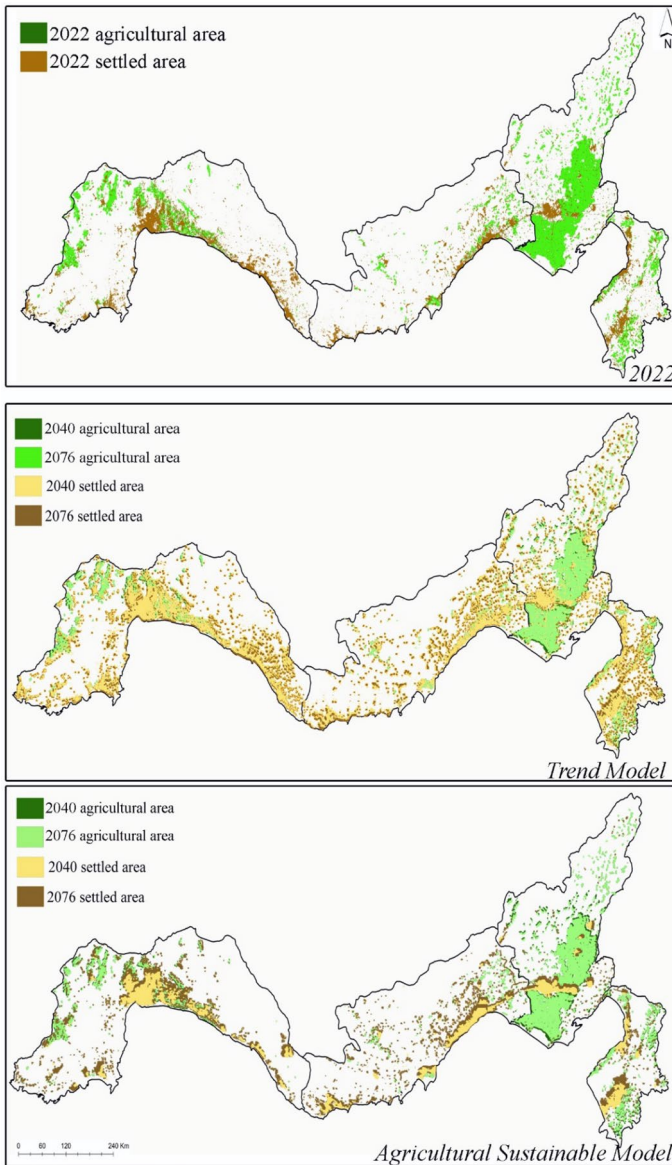 2022 agricultural area
2022 settled area
N
2022
2040 agricultural area
2076 agricultural area
2040 settled area
2076 settled area
Trend Model
2040 agricultural area
2076 agricultural area
2040 settled area
2076 settled area
0 60 120 240 Km
Agricultural Sustainable Model